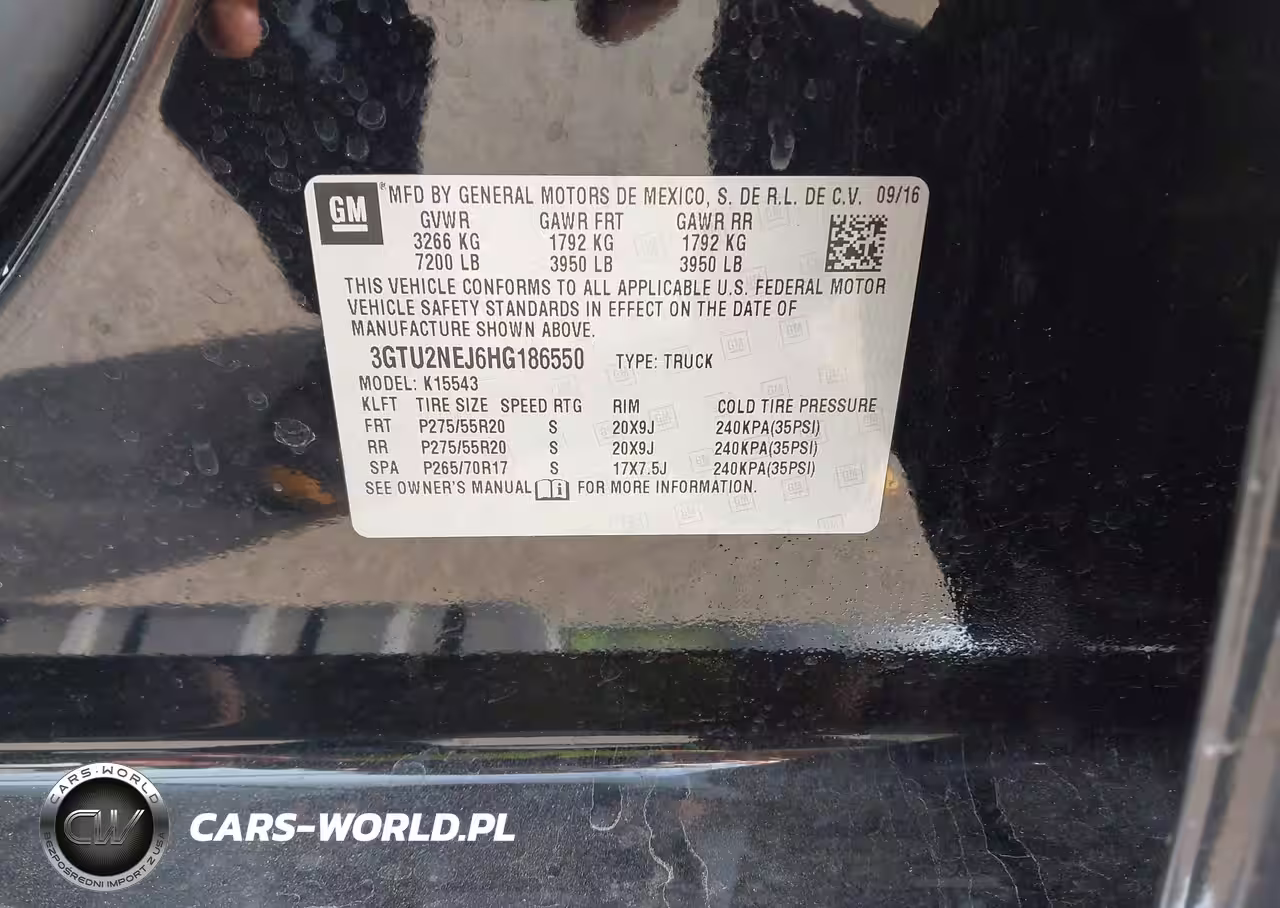 GM ® MFD BY GENERAL MOTORS DE MEXICO, S. DE R.L. DE C.V. 09/16
GVWR GAWR FRT GAWR RR
3266 KG 1792 KG 1792 KG
7200 LB 3950 LB 3950 LB
THIS VEHICLE CONFORMS TO ALL APPLICABLE U.S. FEDERAL MOTOR
VEHICLE SAFETY STANDARDS IN EFFECT ON THE DATE OF
MANUFACTURE SHOWN ABOVE.
3GTU2NEJ6HG186550 TYPE: TRUCK
MODEL: K15543
KLFT TIRE SIZE SPEED RTG RIM COLD TIRE PRESSURE
FRT P275/55R20 S 20X9J 240KPA(35PSI)
RR P275/55R20 S 20X9J 240KPA(35PSI)
SPA P265/70R17 S 17X7.5J 240KPA(35PSI)
SEE OWNER'S MANUAL i FOR MORE INFORMATION.
CARS-WORLD
CW
BEZPOŚREDNI IMPORT Z USA
CARS-WORLD.PL